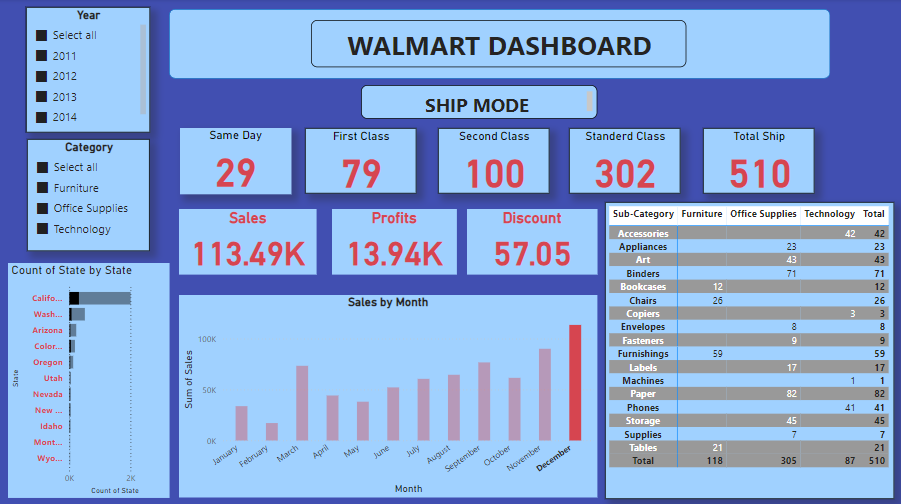 WALMART DASHBOARD
Year
Select all
2011
2012
2013
2014
Category
Select all
Furniture
Office Supplies
Technology
SHIP MODE
Same Day
29
First Class
79
Second Class
100
Standerd Class
302
Total Ship
510
Sales
113.49K
Profits
13.94K
Discount
57.05
Count of State by State
State
Califo...
Wash...
Arizona
Color...
Oregon
Utah
Nevada
New ...
Idaho
Mont...
Wyo...
0K 2K
Count of State
Sales by Month
Sum of Sales
100K
50K
0K
January February March April May June July August September October November December
Month
Sub-Category Furniture Office Supplies Technology Total
Accessories 42 42
Appliances 23 23
Art 43 43
Binders 71 71
Bookcases 12 12
Chairs 26 26
Copiers 3 3
Envelopes 8 8
Fasteners 9 9
Furnishings 59 59
Labels 17 17
Machines 1 1
Paper 82 82
Phones 41 41
Storage 45 45
Supplies 7 7
Tables 21 21
Total 118 305 87 510